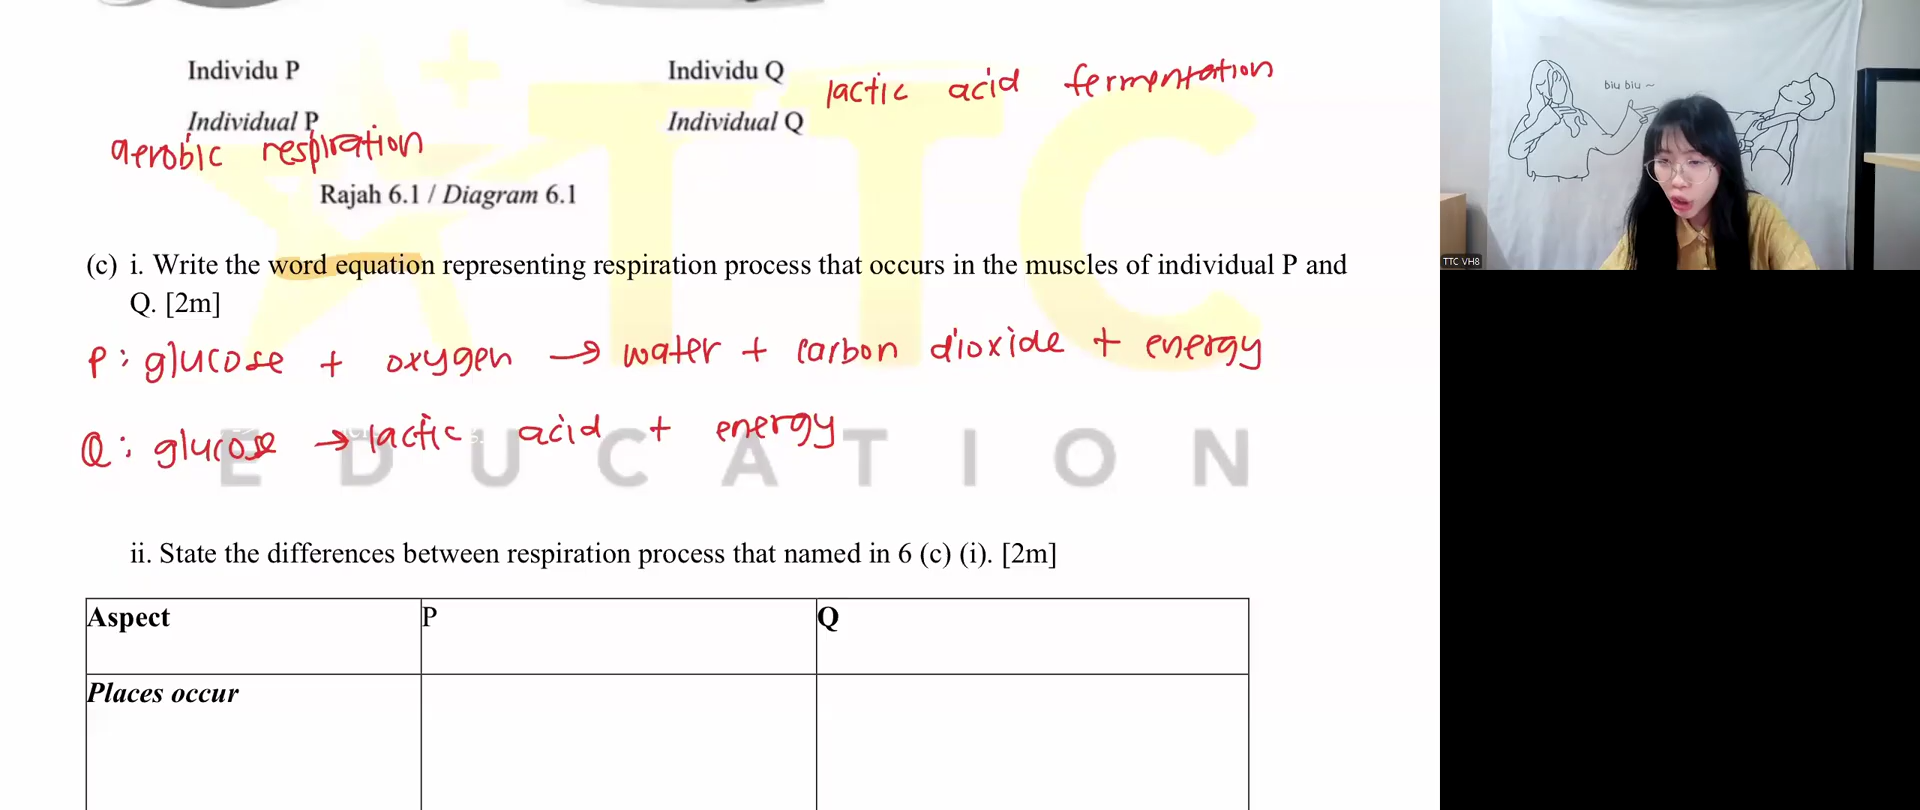 Individu P
Individu Q
lactic acid fermentation
Individual P
Individual Q
aerobic respiration
Rajah 6.1 / Diagram 6.1
(c) i. Write the word equation representing respiration process that occurs in the muscles of individual P and
Q. [2m]
P: glucose + oxygen → water + carbon dioxide + energy
Q: glucose → lactic acid + energy
ii. State the differences between respiration process that named in 6 (c) (i). [2m]
Aspect
P
Q
Places occur
TTC
EDUCATION
biu biu ~
TTC VH8